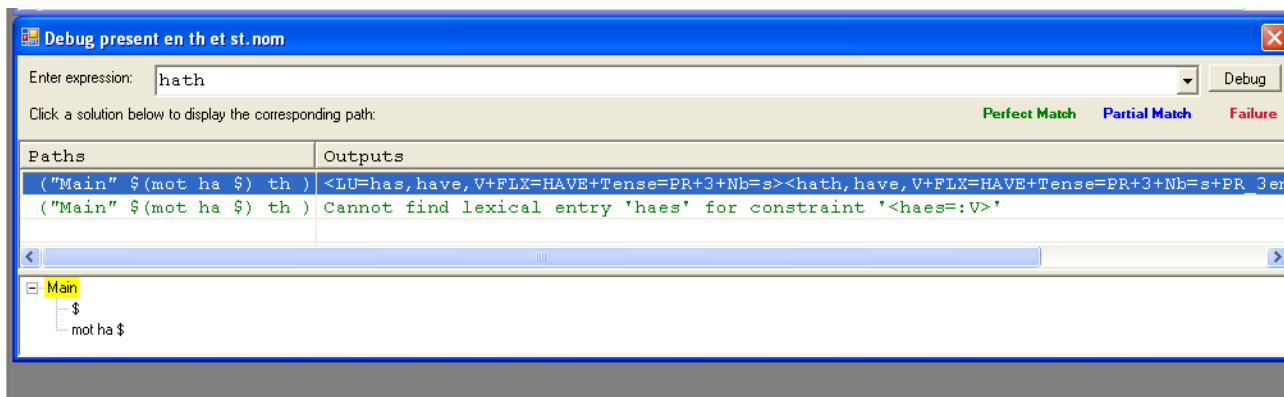 Debug present en th et st.nom
Enter expression: hath Debug
Click a solution below to display the corresponding path: Perfect Match Partial Match Failure
Paths Outputs
("Main" $(mot ha $) th ) <LU=has,have,V+FLX=HAVE+Tense=PR+3+Nb=s><hath,have,V+FLX=HAVE+Tense=PR+3+Nb=s+PR_3e
("Main" $(mot ha $) th ) Cannot find lexical entry 'haes' for constraint '<haes=:V>'
Main
$
mot ha $